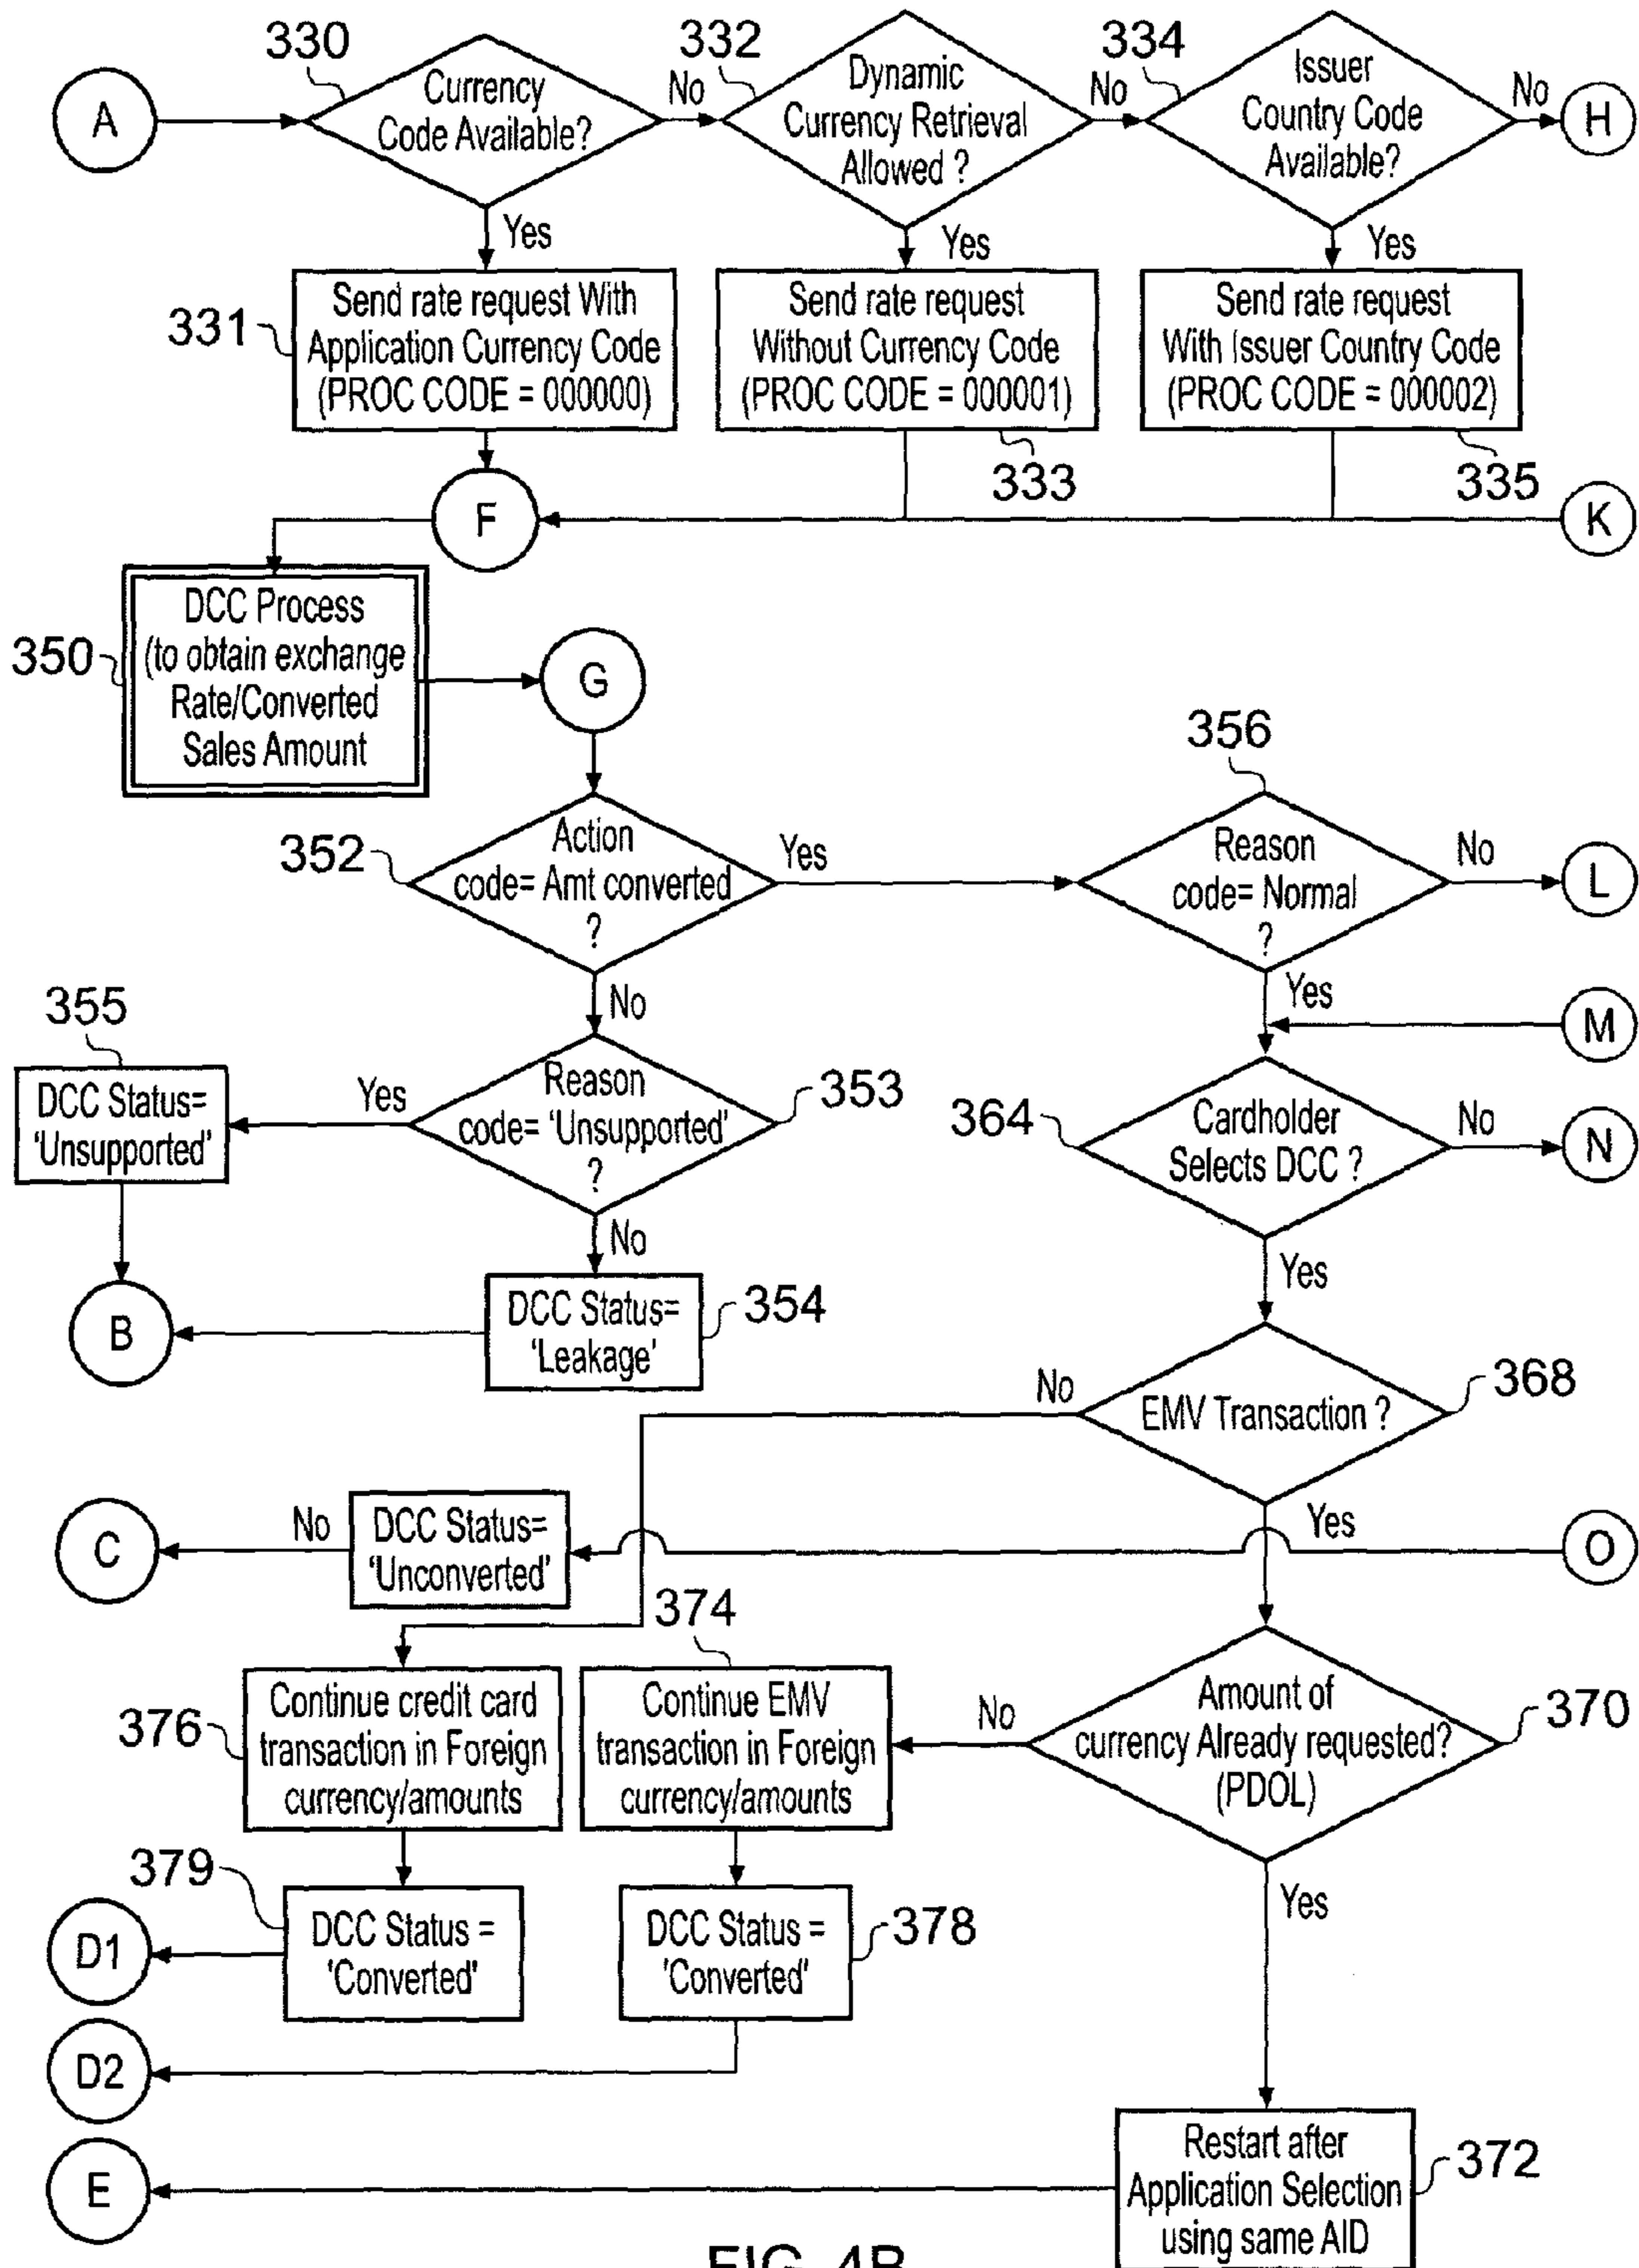 330
332
334
A
Currency
Code Available?
No
Dynamic
Currency Retrieval
Allowed ?
No
Issuer
Country Code
Available?
No
H
Yes
Yes
Yes
331
Send rate request With
Application Currency Code
(PROC CODE = 000000)
Send rate request
Without Currency Code
(PROC CODE = 000001)
Send rate request
With Issuer Country Code
(PROC CODE = 000002)
333
335
F
K
350
DCC Process
(to obtain exchange
Rate/Converted
Sales Amount
G
356
352
Action
code= Amt converted
?
Yes
Reason
code= Normal
?
No
L
No
Yes
M
355
DCC Status=
'Unsupported'
Yes
Reason
code= 'Unsupported'
?
353
364
Cardholder
Selects DCC ?
No
N
No
Yes
B
DCC Status=
'Leakage'
354
No
EMV Transaction ?
368
C
No
DCC Status=
'Unconverted'
Yes
O
374
376
Continue credit card
transaction in Foreign
currency/amounts
Continue EMV
transaction in Foreign
currency/amounts
No
Amount of
currency Already requested?
(PDOL)
370
379
Yes
D1
DCC Status =
'Converted'
DCC Status =
'Converted'
378
D2
E
Restart after
Application Selection
using same AID
372
FIG. 4B